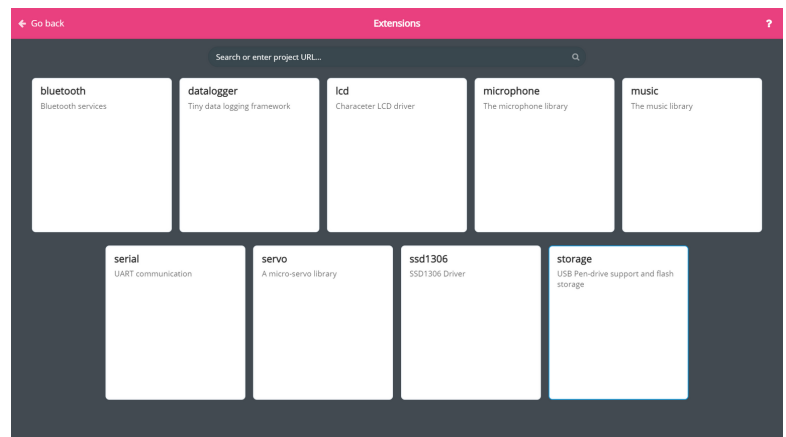 Go back
Extensions
?
Search or enter project URL...
bluetooth
Bluetooth services
datalogger
Tiny data logging framework
lcd
Characeter LCD driver
microphone
The microphone library
music
The music library
serial
UART communication
servo
A micro-servo library
ssd1306
SSD1306 Driver
storage
USB Pen-drive support and flash
storage